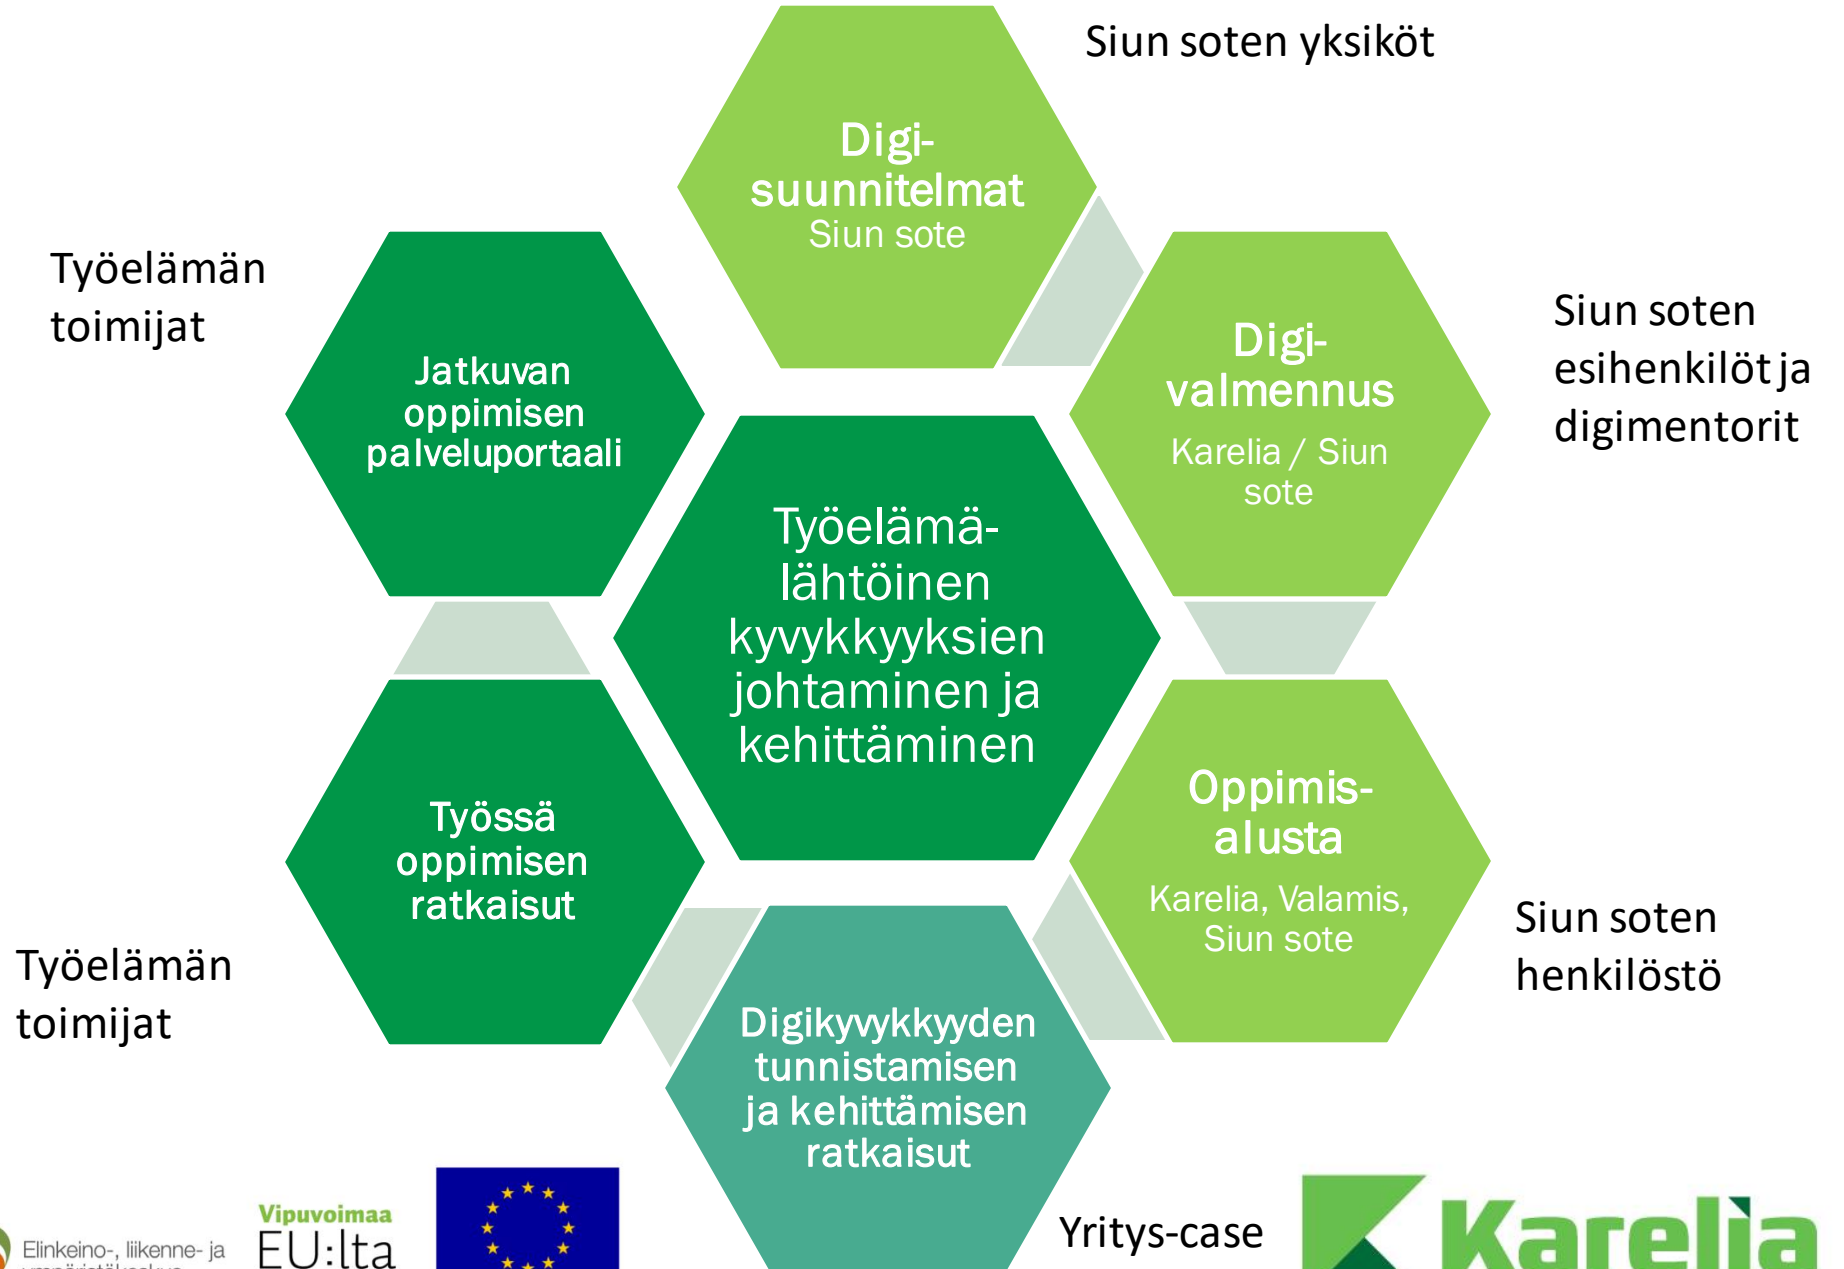 Siun soten yksiköt
Digi-
suunnitelmat
Siun sote
Työelämän
toimijat
Jatkuvan
oppimisen
palveluportaali
Digi-
valmennus
Karelia / Siun
sote
Siun soten
esihenkilöt ja
digimentorit
Työelämä-
lähtöinen
kyvykkyyksien
johtaminen ja
kehittäminen
Työssä
oppimisen
ratkaisut
Oppimis-
alusta
Karelia, Valamis,
Siun sote
Siun soten
henkilöstö
Työelämän
toimijat
Digikyvykkyyden
tunnistamisen
ja kehittämisen
ratkaisut
Yritys-case
Elinkeino-, liikenne- ja
ympäristökeskus
Vipuvoimaa
EU:lta
Karelia